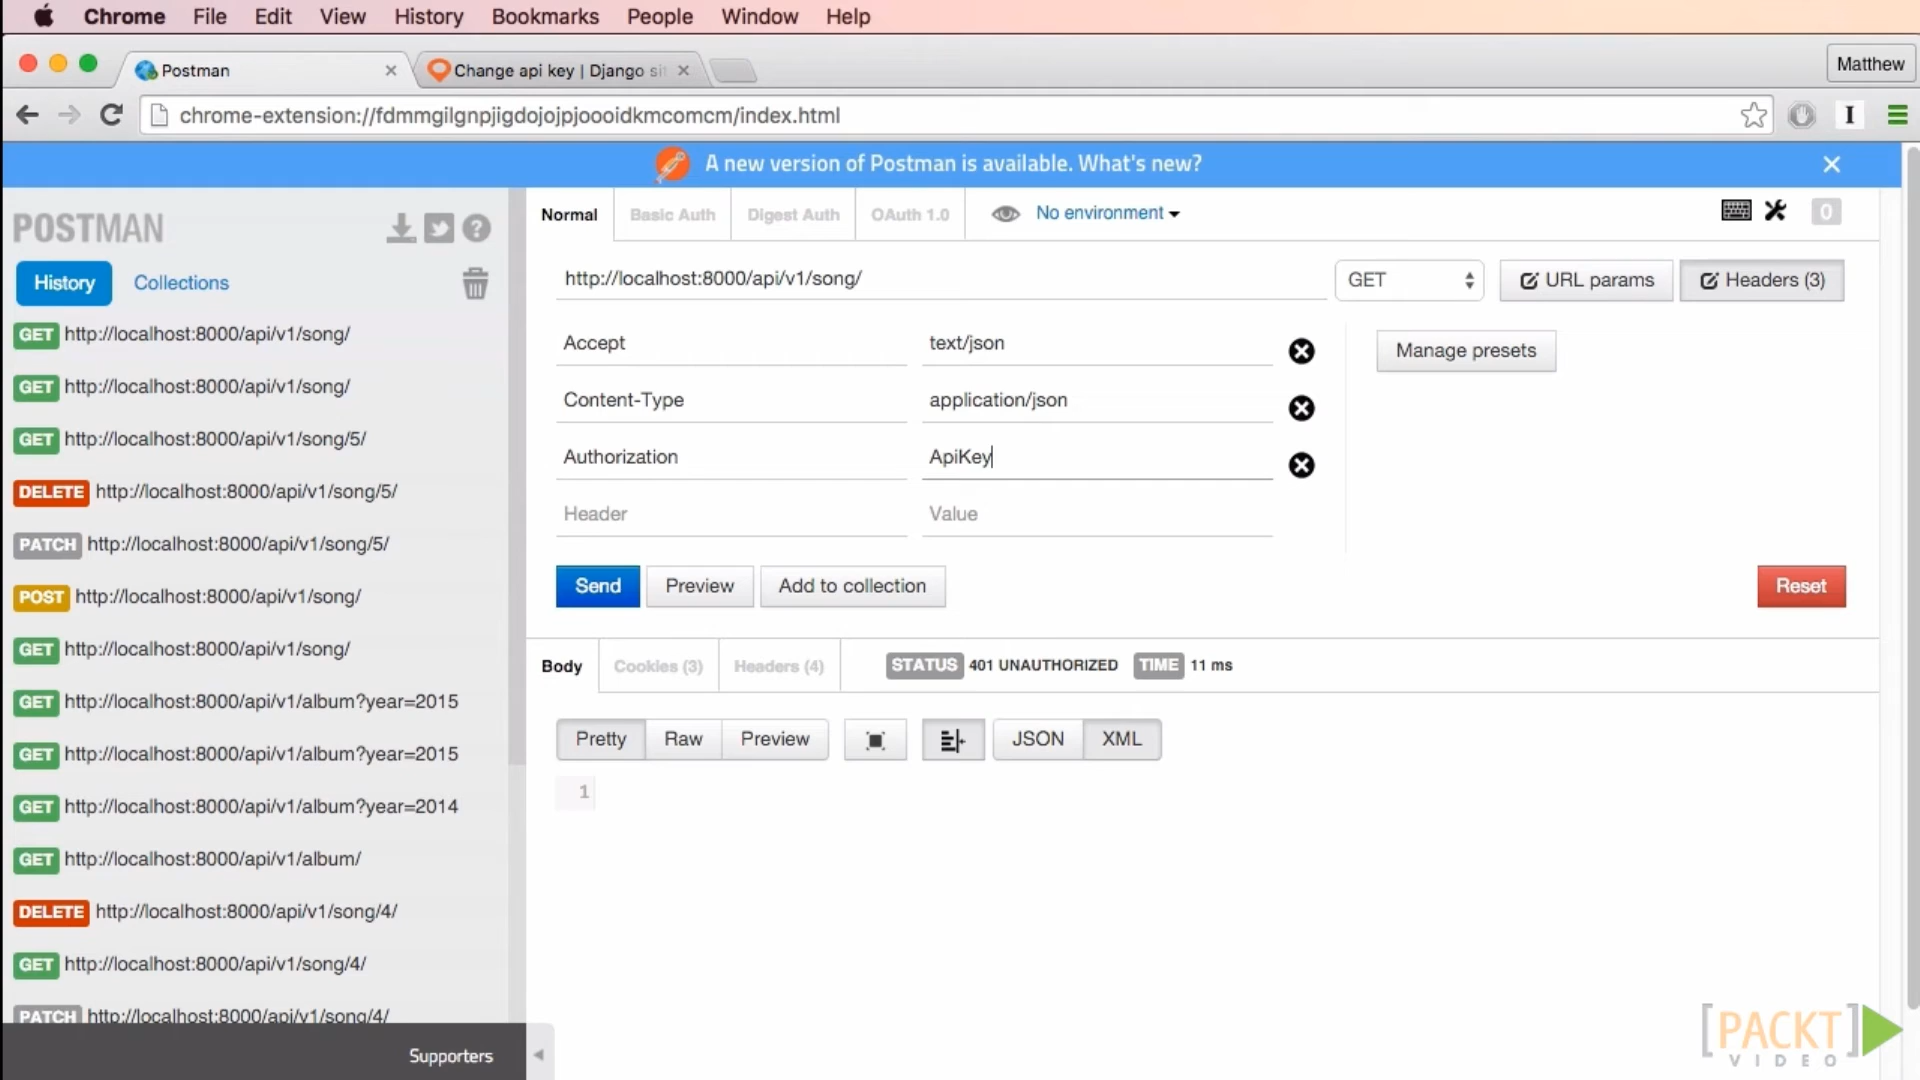 Chrome File Edit View History Bookmarks People Window Help
Postman
Change api key | Django sit
Matthew
chrome-extension://fdmmgilgnpjigdojojpjoooidkmcomcm/index.html
A new version of Postman is available. What's new?
POSTMAN
History Collections
GET http://localhost:8000/api/v1/song/
GET http://localhost:8000/api/v1/song/
GET http://localhost:8000/api/v1/song/5/
DELETE http://localhost:8000/api/v1/song/5/
PATCH http://localhost:8000/api/v1/song/5/
POST http://localhost:8000/api/v1/song/
GET http://localhost:8000/api/v1/song/
GET http://localhost:8000/api/v1/album?year=2015
GET http://localhost:8000/api/v1/album?year=2015
GET http://localhost:8000/api/v1/album?year=2014
GET http://localhost:8000/api/v1/album/
DELETE http://localhost:8000/api/v1/song/4/
GET http://localhost:8000/api/v1/song/4/
PATCH http://localhost:8000/api/v1/song/4/
Supporters
Normal Basic Auth Digest Auth OAuth 1.0 No environment 0
http://localhost:8000/api/v1/song/ GET URL params Headers (3)
Accept text/json
Manage presets
Content-Type application/json
Authorization ApiKey
Header Value
Send Preview Add to collection Reset
Body Cookies (3) Headers (4) STATUS 401 UNAUTHORIZED TIME 11 ms
Pretty Raw Preview JSON XML
1
[PACKT]
VIDEO